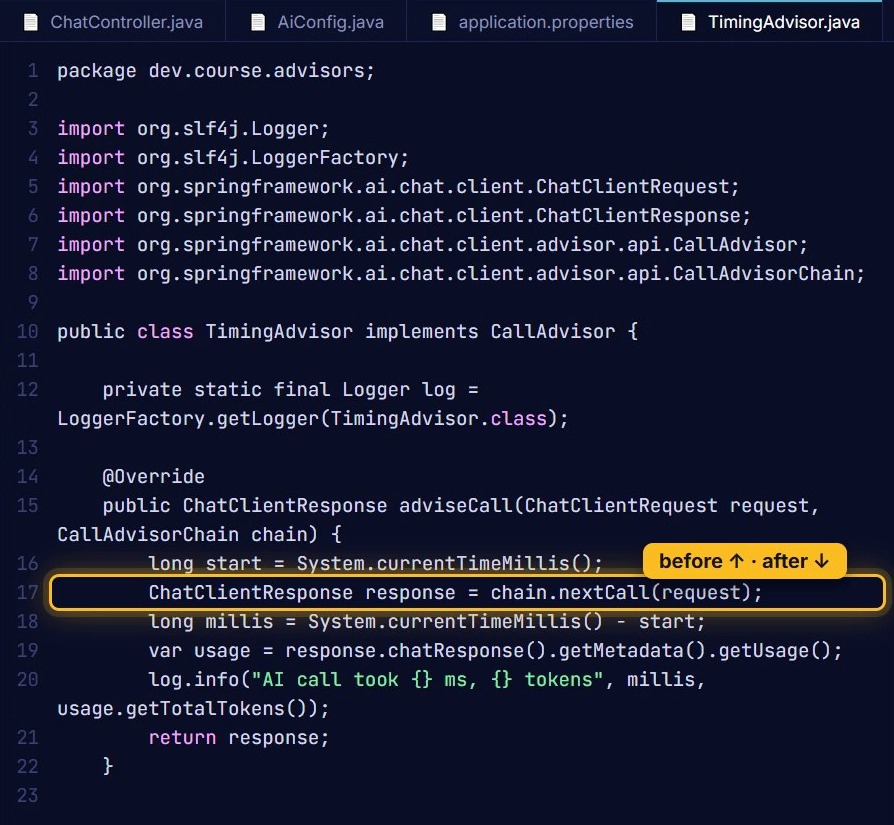 ChatController.java
AiConfig.java
application.properties
TimingAdvisor.java
1 package dev.course.advisors;
2
3 import org.slf4j.Logger;
4 import org.slf4j.LoggerFactory;
5 import org.springframework.ai.chat.client.ChatClientRequest;
6 import org.springframework.ai.chat.client.ChatClientResponse;
7 import org.springframework.ai.chat.client.advisor.api.CallAdvisor;
8 import org.springframework.ai.chat.client.advisor.api.CallAdvisorChain;
9
10 public class TimingAdvisor implements CallAdvisor {
11
12     private static final Logger log =
LoggerFactory.getLogger(TimingAdvisor.class);
13
14     @Override
15     public ChatClientResponse adviseCall(ChatClientRequest request,
CallAdvisorChain chain) {
16         long start = System.currentTimeMillis();
before ↑ · after ↓
17         ChatClientResponse response = chain.nextCall(request);
18         long millis = System.currentTimeMillis() - start;
19         var usage = response.chatResponse().getMetadata().getUsage();
20         log.info("AI call took {} ms, {} tokens", millis,
usage.getTotalTokens());
21         return response;
22     }
23